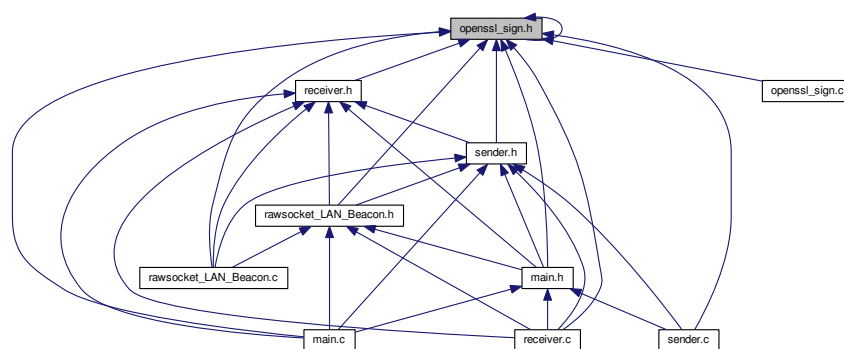 openssl_sign.h
openssl_sign.c
receiver.h
sender.h
rawsocket_LAN_Beacon.h
rawsocket_LAN_Beacon.c
main.h
main.c
receiver.c
sender.c